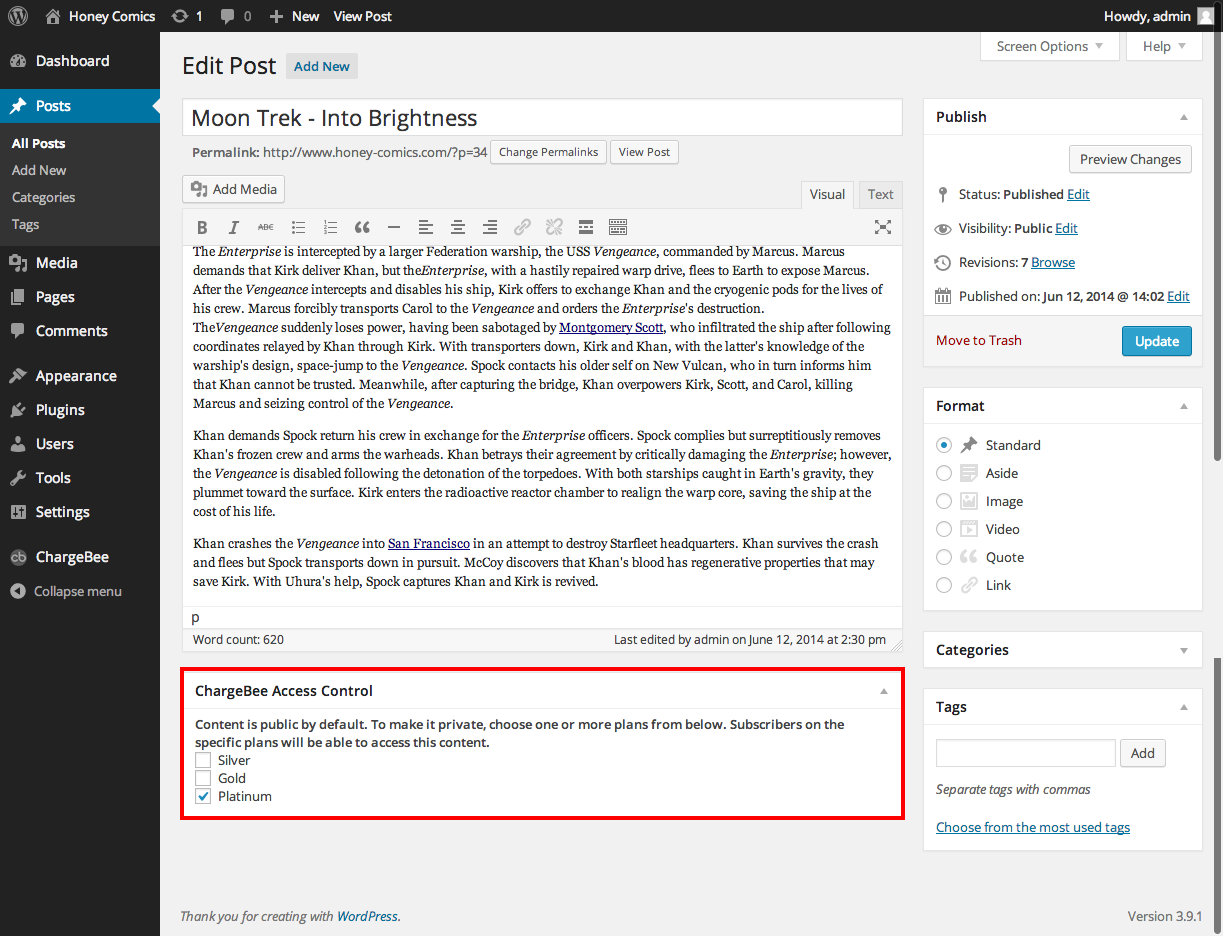 Honey Comics 1 0 New View Post Howdy, admin
Dashboard
Posts
All Posts
Add New
Categories
Tags
Media
Pages
Comments
Appearance
Plugins
Users
Tools
Settings
cb ChargeBee
Collapse menu
Screen Options Help
Edit Post Add New
Moon Trek - Into Brightness
Permalink: http://www.honey-comics.com/?p=34 Change Permalinks View Post
Add Media Visual Text
B I ABC
The Enterprise is intercepted by a larger Federation warship, the USS Vengeance, commanded by Marcus. Marcus
demands that Kirk deliver Khan, but theEnterprise, with a hastily repaired warp drive, flees to Earth to expose Marcus.
After the Vengeance intercepts and disables his ship, Kirk offers to exchange Khan and the cryogenic pods for the lives of
his crew. Marcus forcibly transports Carol to the Vengeance and orders the Enterprise's destruction.
TheVengeance suddenly loses power, having been sabotaged by Montgomery Scott, who infiltrated the ship after following
coordinates relayed by Khan through Kirk. With transporters down, Kirk and Khan, with the latter's knowledge of the
warship's design, space-jump to the Vengeance. Spock contacts his older self on New Vulcan, who in turn informs him
that Khan cannot be trusted. Meanwhile, after capturing the bridge, Khan overpowers Kirk, Scott, and Carol, killing
Marcus and seizing control of the Vengeance.
Khan demands Spock return his crew in exchange for the Enterprise officers. Spock complies but surreptitiously removes
Khan's frozen crew and arms the warheads. Khan betrays their agreement by critically damaging the Enterprise; however,
the Vengeance is disabled following the detonation of the torpedoes. With both starships caught in Earth's gravity, they
plummet toward the surface. Kirk enters the radioactive reactor chamber to realign the warp core, saving the ship at the
cost of his life.
Khan crashes the Vengeance into San Francisco in an attempt to destroy Starfleet headquarters. Khan survives the crash
and flees but Spock transports down in pursuit. McCoy discovers that Khan's blood has regenerative properties that may
save Kirk. With Uhura's help, Spock captures Khan and Kirk is revived.
p
Word count: 620 Last edited by admin on June 12, 2014 at 2:30 pm
ChargeBee Access Control
Content is public by default. To make it private, choose one or more plans from below. Subscribers on the
specific plans will be able to access this content.
Silver
Gold
Platinum
Publish
Preview Changes
Status: Published Edit
Visibility: Public Edit
Revisions: 7 Browse
Published on: Jun 12, 2014 @ 14:02 Edit
Move to Trash Update
Format
Standard
Aside
Image
Video
Quote
Link
Categories
Tags
Add
Separate tags with commas
Choose from the most used tags
Thank you for creating with WordPress. Version 3.9.1